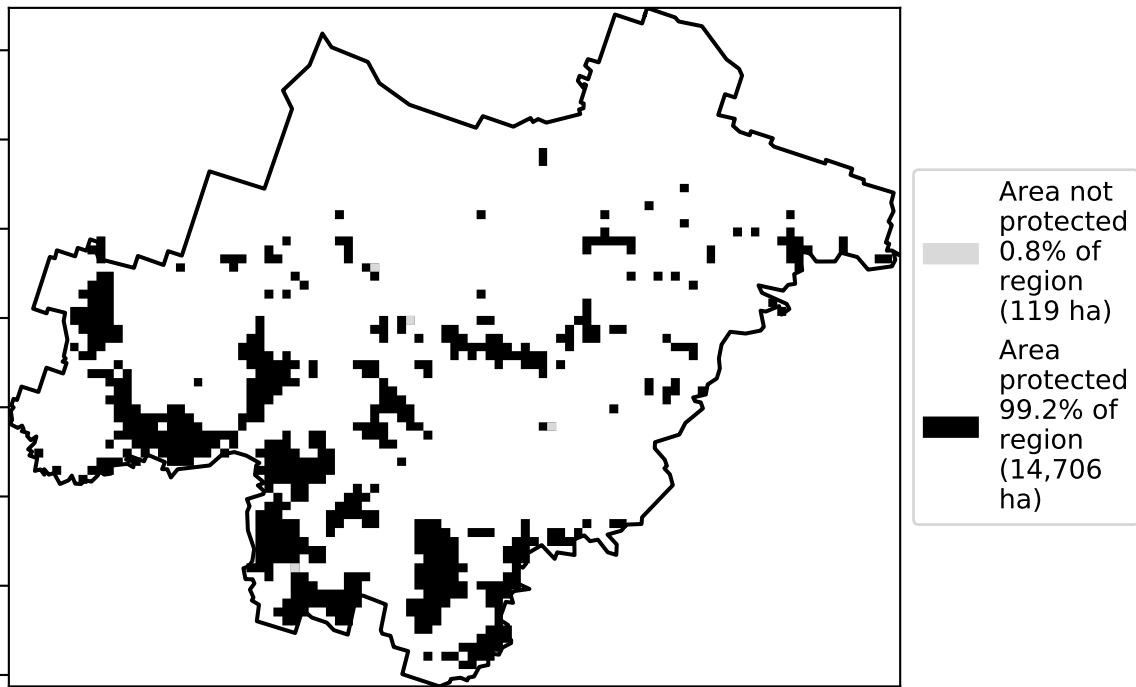 Area not
protected
0.8% of
region
(119 ha)
Area
protected
99.2% of
region
(14,706
ha)